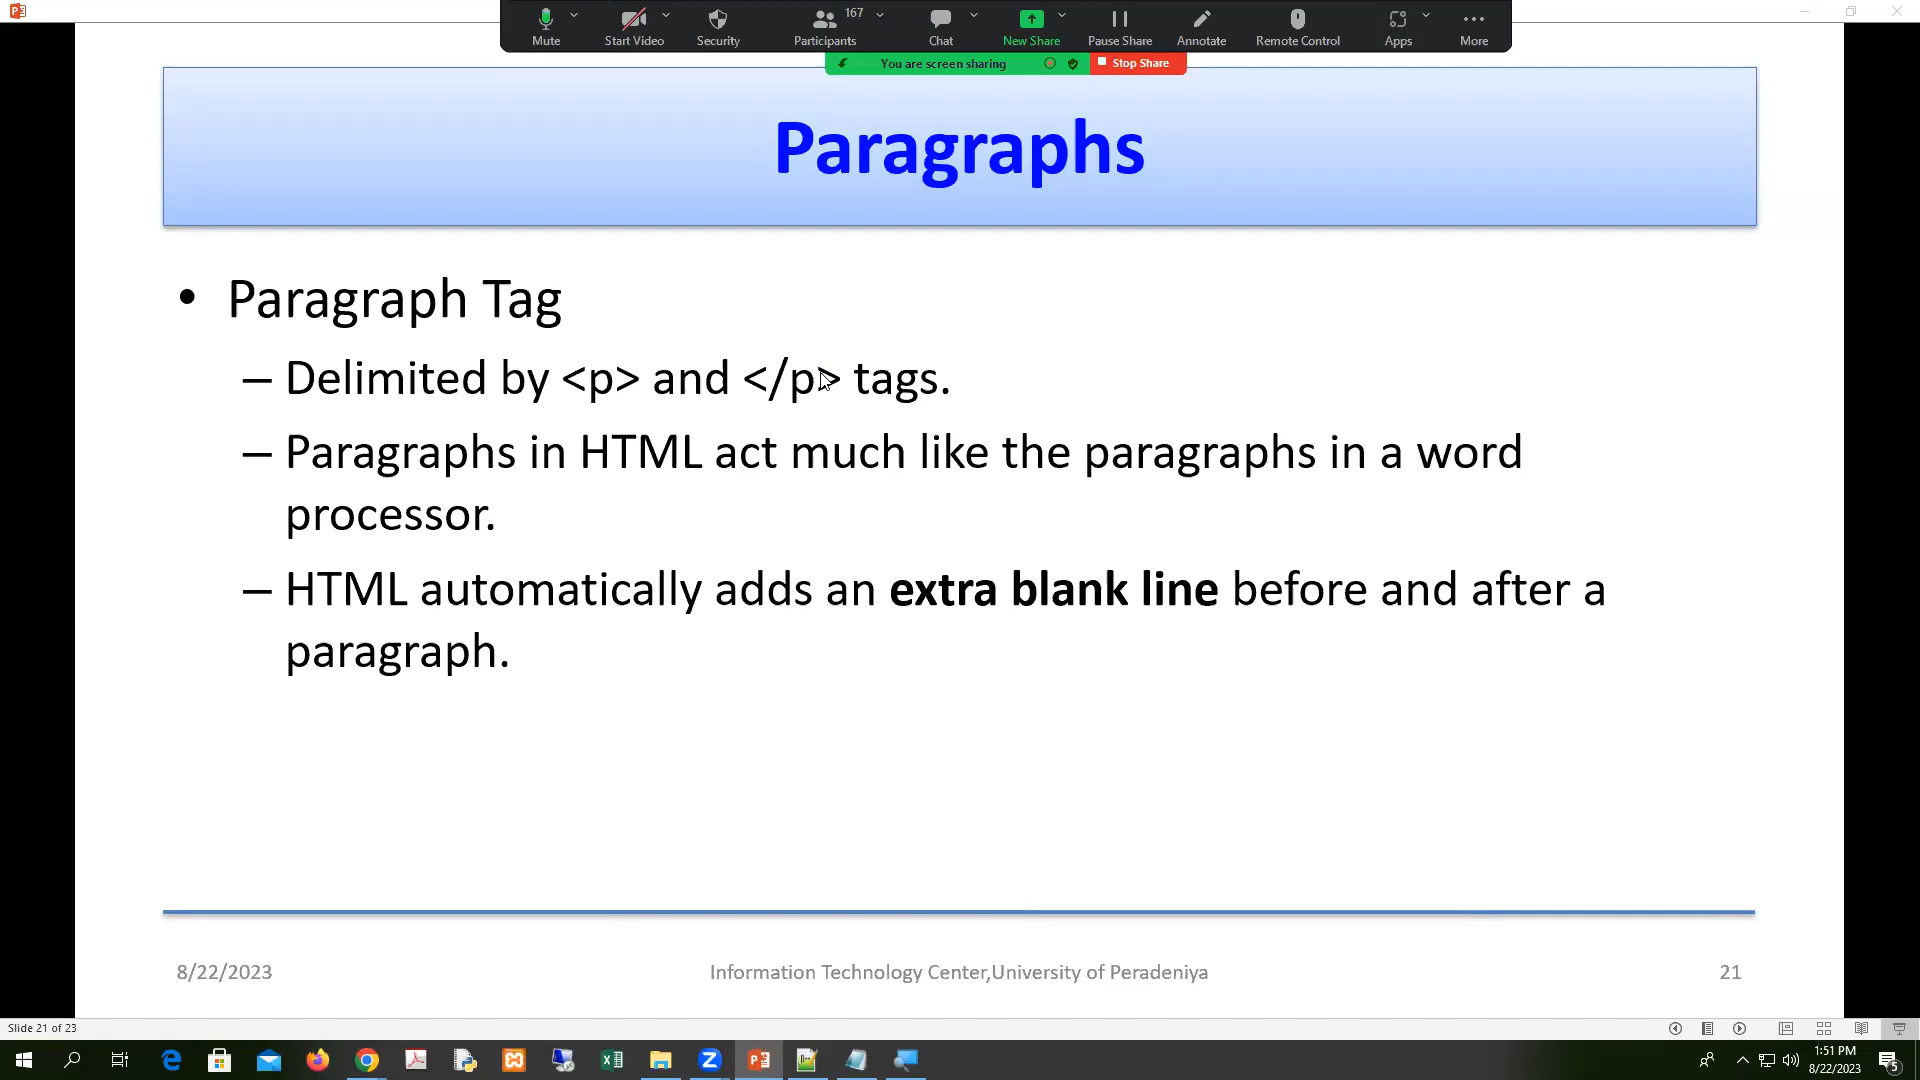 167
Mute
Start Video
Security
Participants
Chat
New Share
Pause Share
Annotate
Remote Control
Apps
More
You are screen sharing
Stop Share
Paragraphs
• Paragraph Tag
– Delimited by <p> and </p> tags.
– Paragraphs in HTML act much like the paragraphs in a word
processor.
– HTML automatically adds an extra blank line before and after a
paragraph.
8/22/2023
Information Technology Center,University of Peradeniya
21
Slide 21 of 23
1:51 PM
8/22/2023
5